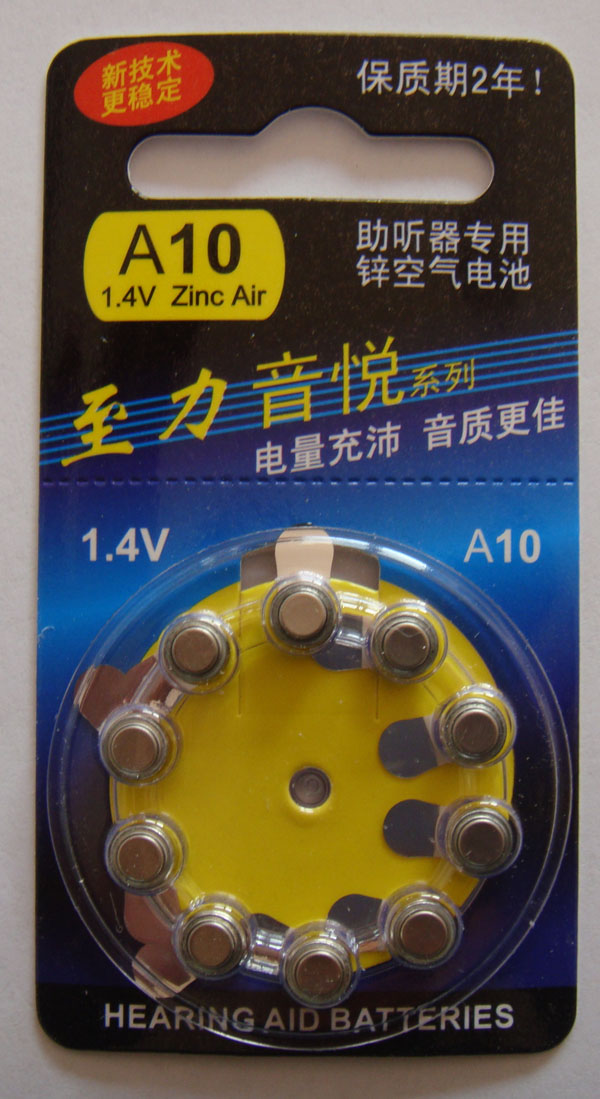 新技术
更稳定
保质期2年！
A10
1.4V Zinc Air
助听器专用
锌空气电池
至力音悦系列
电量充沛 音质更佳
1.4V
A10
HEARING AID BATTERIES